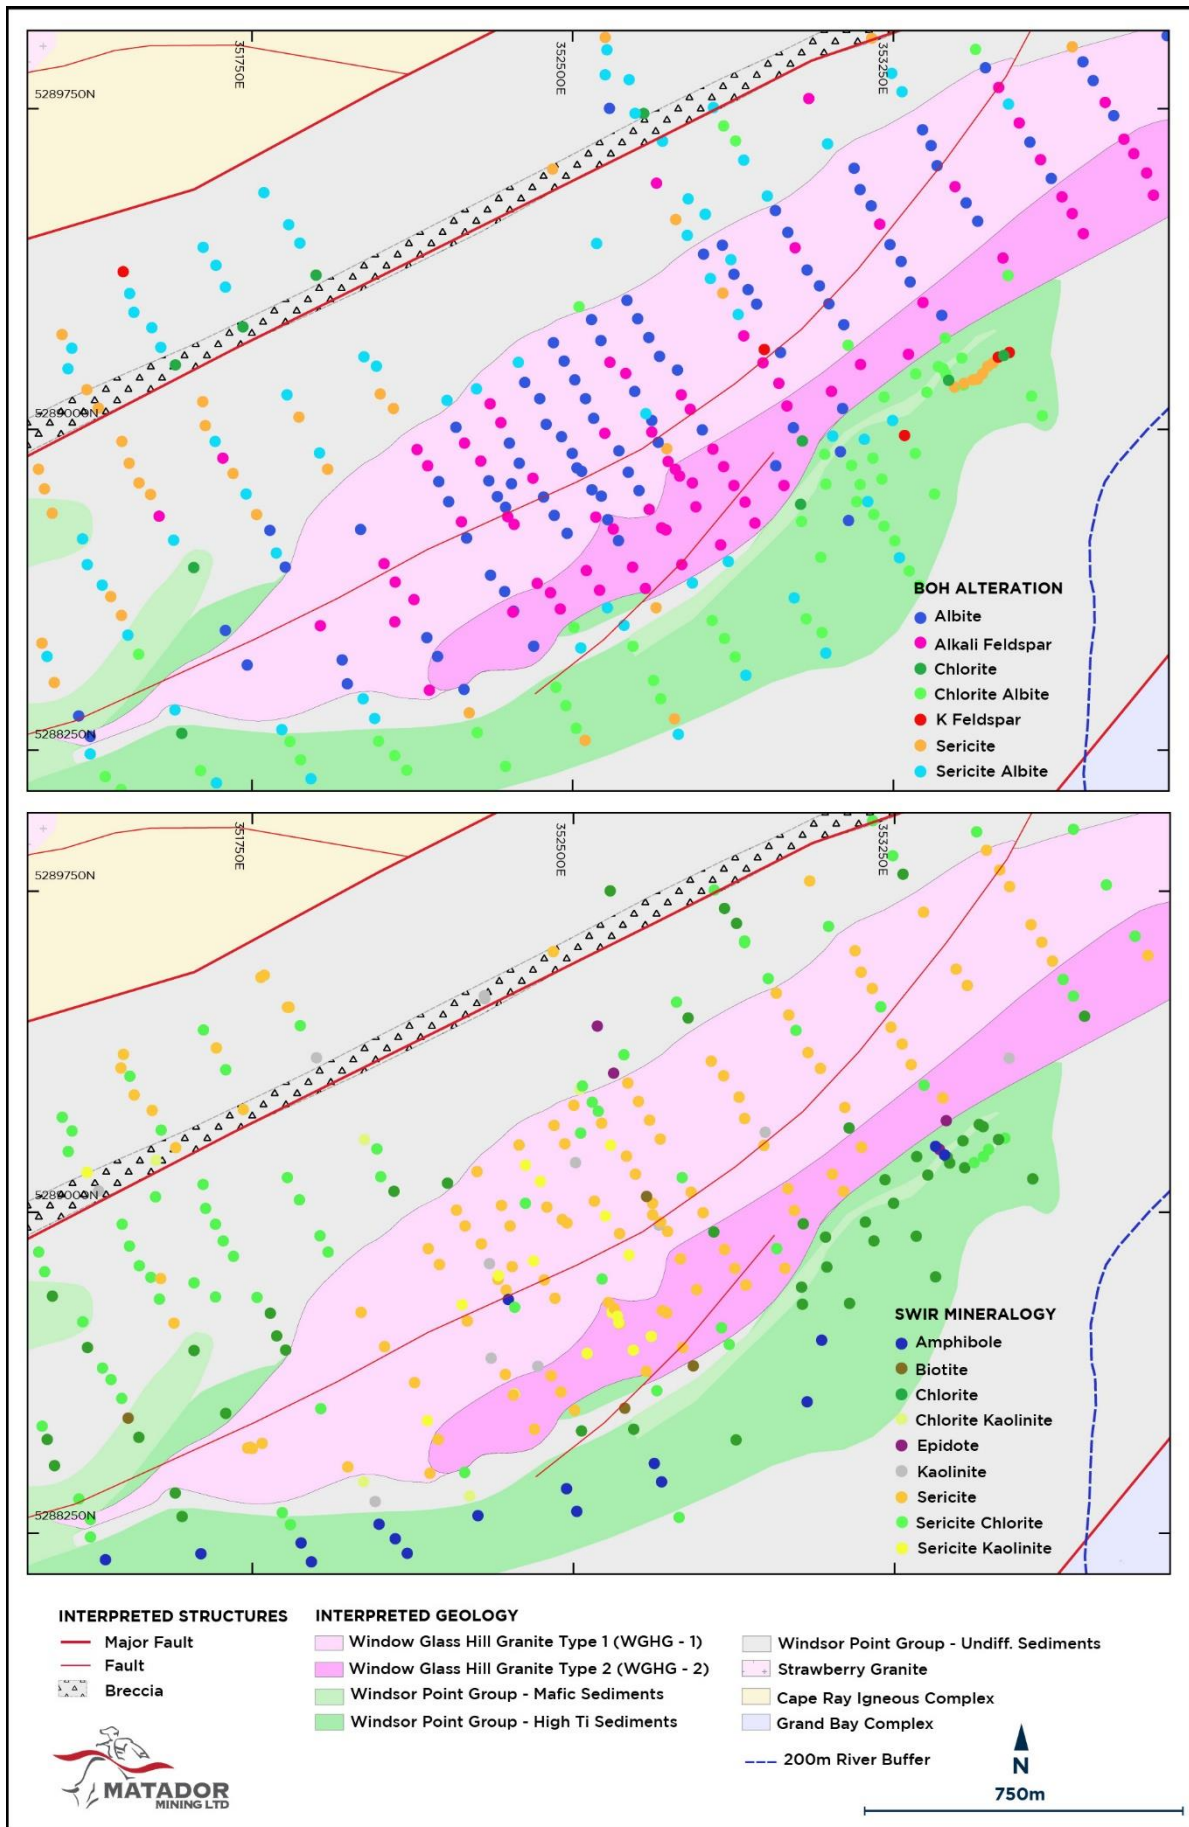 351750E
352500E
353250E
5289750N
5289000N
5288250N
BOH ALTERATION
Albite
Alkali Feldspar
Chlorite
Chlorite Albite
K Feldspar
Sericite
Sericite Albite
351750E
352500E
353250E
5289750N
5289000N
5288250N
SWIR MINERALOGY
Amphibole
Biotite
Chlorite
Chlorite Kaolinite
Epidote
Kaolinite
Sericite
Sericite Chlorite
Sericite Kaolinite
INTERPRETED STRUCTURES
Major Fault
Fault
Breccia
INTERPRETED GEOLOGY
Window Glass Hill Granite Type 1 (WGHG - 1)
Window Glass Hill Granite Type 2 (WGHG - 2)
Windsor Point Group - Mafic Sediments
Windsor Point Group - High Ti Sediments
Windsor Point Group - Undiff. Sediments
Strawberry Granite
Cape Ray Igneous Complex
Grand Bay Complex
200m River Buffer
MATADOR
MINING LTD
N
750m